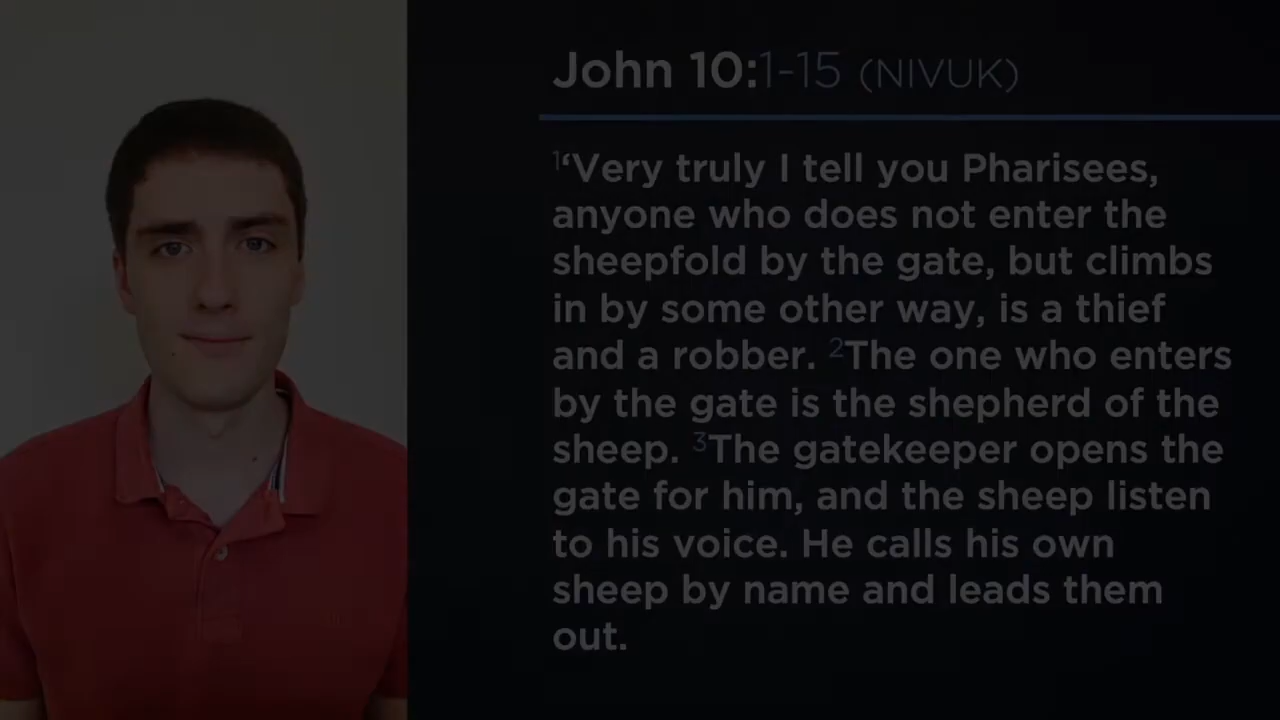 John 10:1-15 (NIVUK)
1‘Very truly I tell you Pharisees,
anyone who does not enter the
sheepfold by the gate, but climbs
in by some other way, is a thief
and a robber. 2The one who enters
by the gate is the shepherd of the
sheep. 3The gatekeeper opens the
gate for him, and the sheep listen
to his voice. He calls his own
sheep by name and leads them
out.